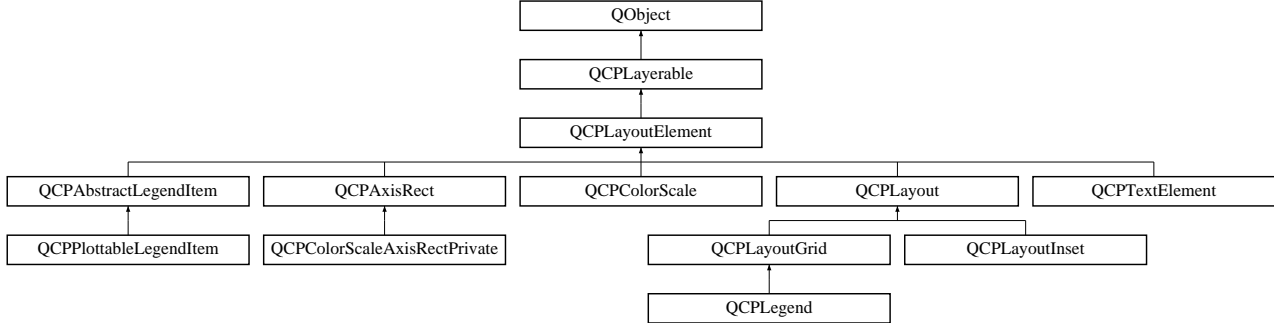 QObject
QCPLayerable
QCPLayoutElement
QCPAbstractLegendItem
QCPAxisRect
QCPColorScale
QCPLayout
QCPTextElement
QCPPlottableLegendItem
QCPColorScaleAxisRectPrivate
QCPLayoutGrid
QCPLayoutInset
QCPLegend